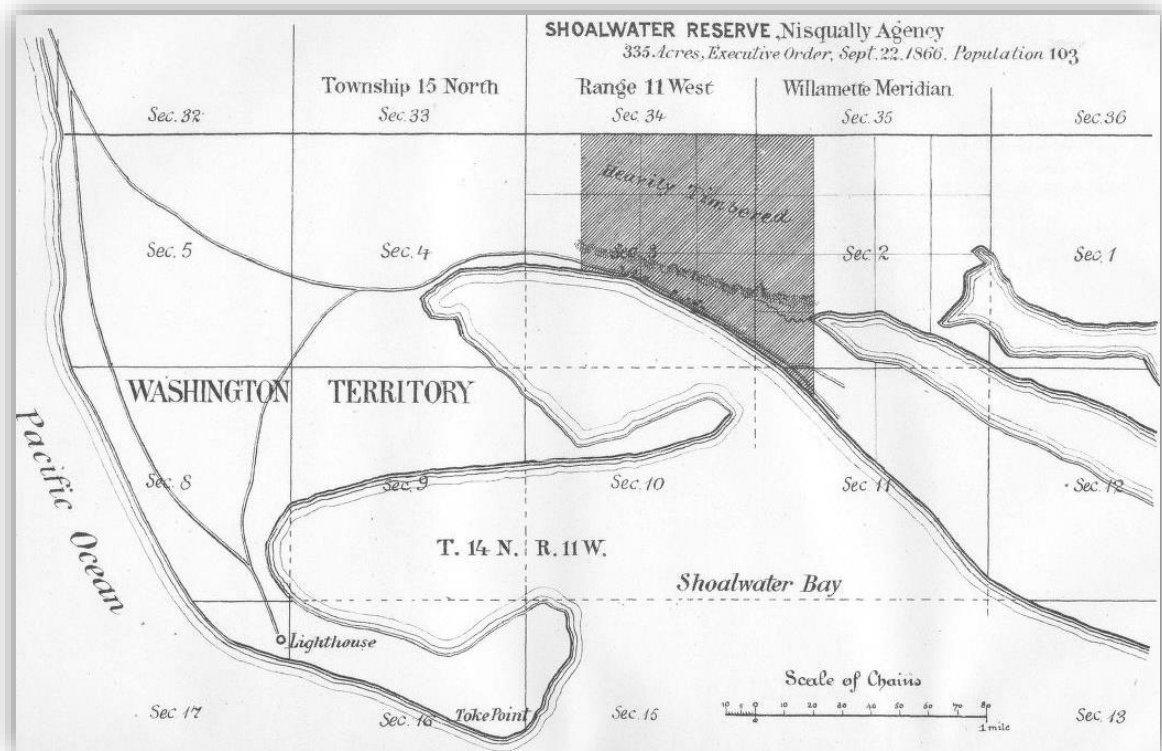 SHOALWATER RESERVE, Nisqually Agency
335 Acres, Executive Order, Sept. 22. 1866. Population 103
Township 15 North Range 11 West Willamette Meridian
Sec. 32 Sec. 33 Sec. 34 Sec. 35 Sec. 36
Heavily Timbered
Sec. 5 Sec. 4 Sec. 3 Sec. 2 Sec. 1
WASHINGTON TERRITORY
Pacific Ocean
Sec. 8 Sec. 9 Sec. 10 Sec. 11 Sec. 12
T. 14 N. R. 11 W.
Shoalwater Bay
Lighthouse
Scale of Chains
10 5 0 10 20 30 40 50 60 70 80
1 mile
Sec. 17 Sec. 16 Toke Point Sec. 15 Sec. 13